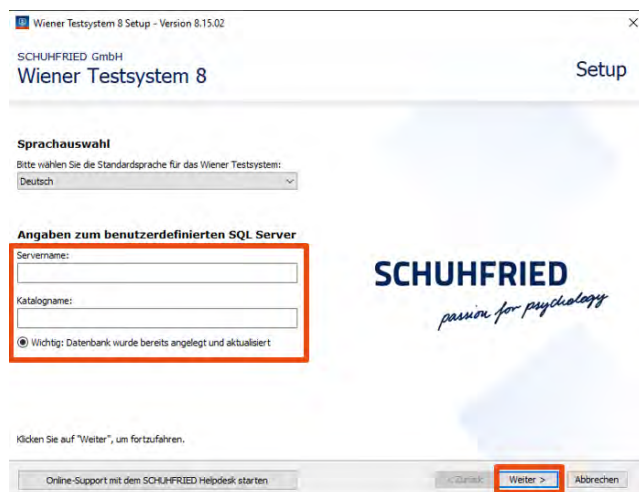 Wiener Testsystem 8 Setup - Version 8.15.02
SCHUHFRIED GmbH
Wiener Testsystem 8
Setup
Sprachauswahl
Bitte wählen Sie die Standardsprache für das Wiener Testsystem:
Deutsch
Angaben zum benutzerdefinierten SQL Server
Servername:
Katalogname:
Wichtig: Datenbank wurde bereits angelegt und aktualisiert
SCHUHFRIED
passion for psychology
Klicken Sie auf "Weiter", um fortzufahren.
Online-Support mit dem SCHUHFRIED Helpdesk starten
< Zurück
Weiter >
Abbrechen